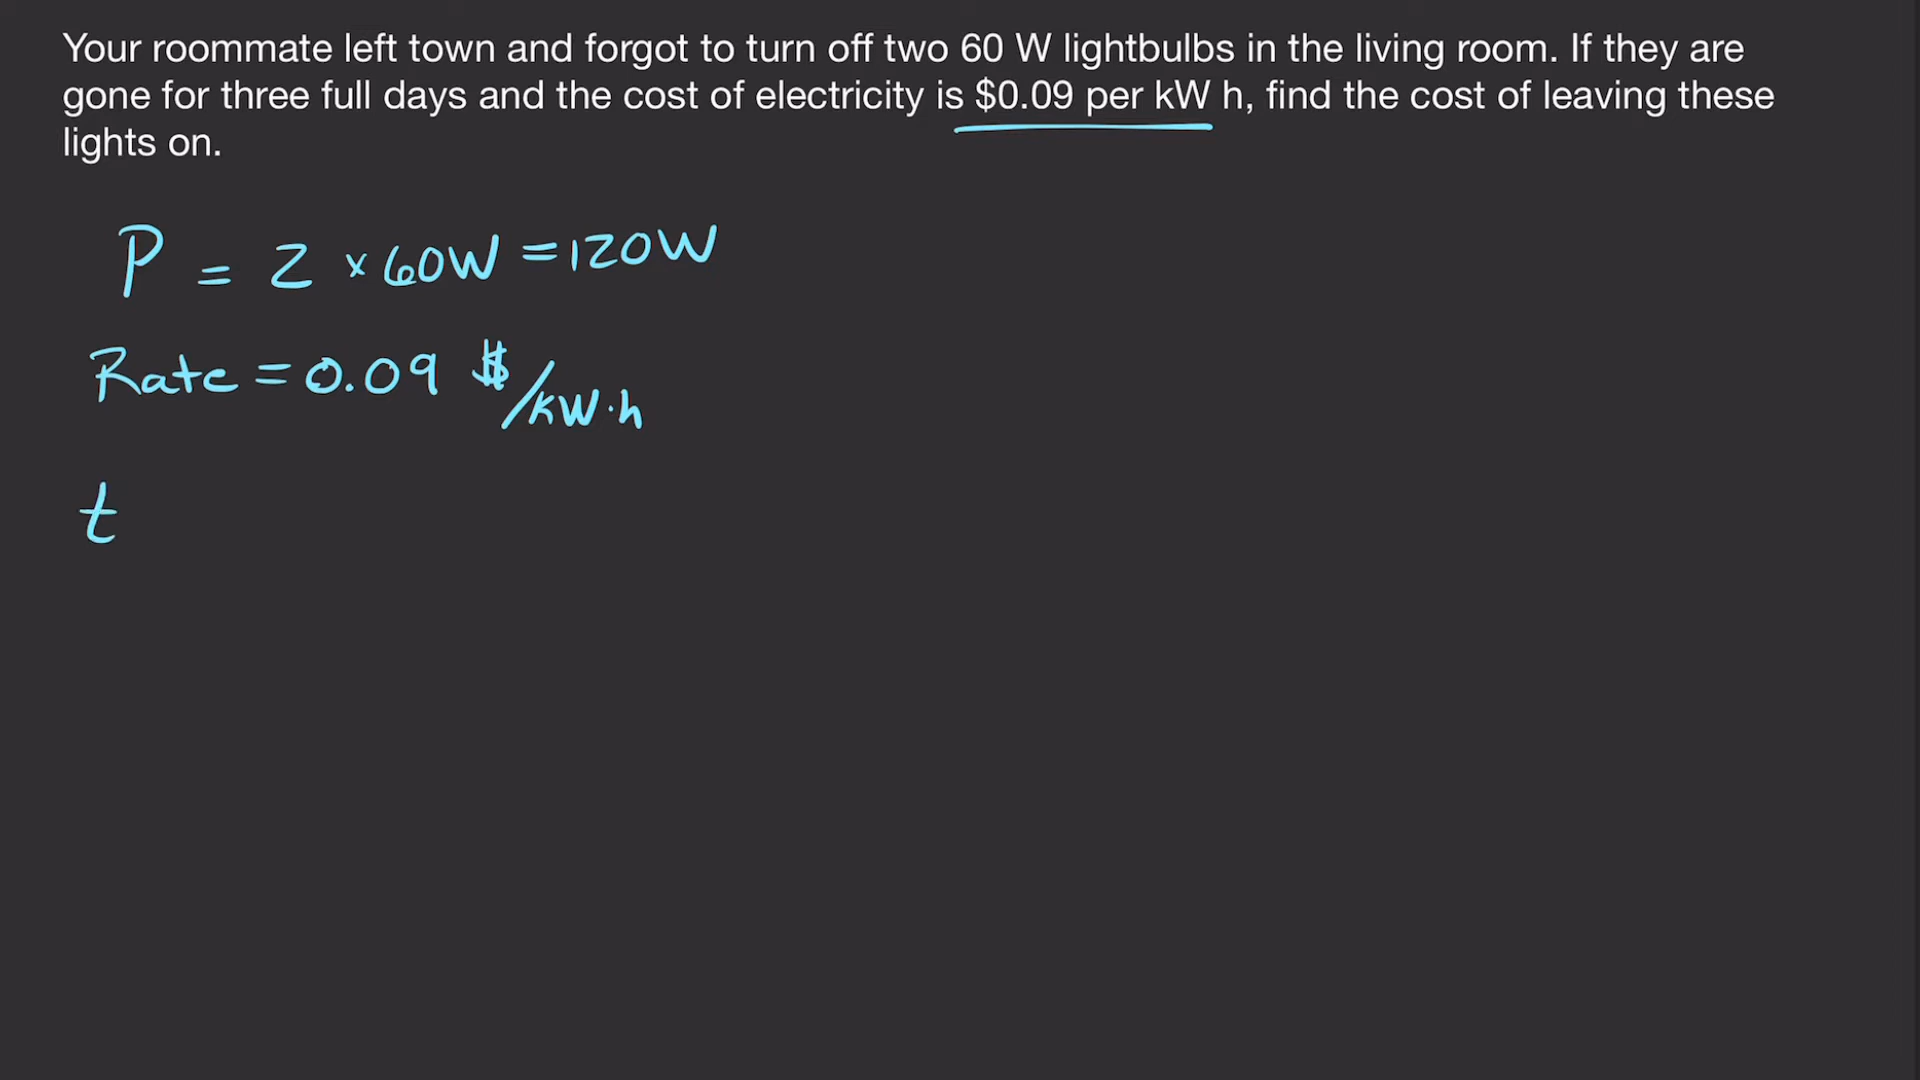 Your roommate left town and forgot to turn off two 60 W lightbulbs in the living room. If they are
gone for three full days and the cost of electricity is $0.09 per kW h, find the cost of leaving these
lights on.
P = 2 × 60W = 120W
Rate = 0.09 $/kW·h
t